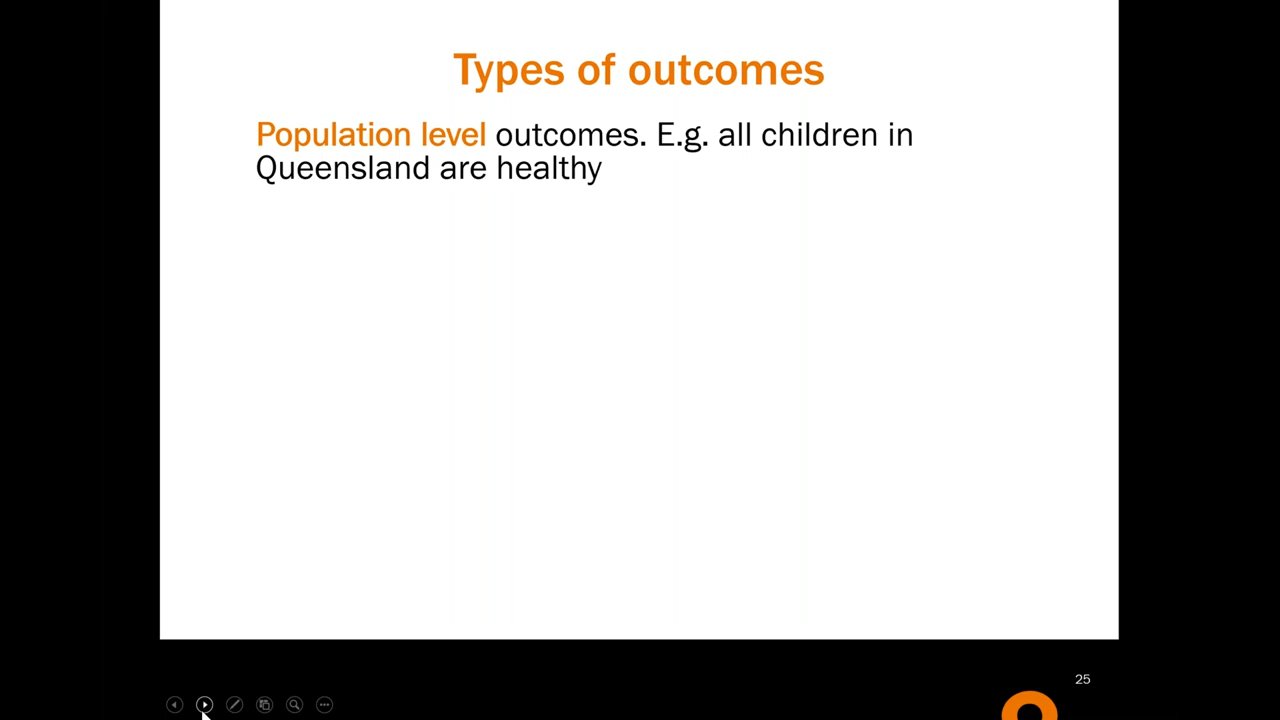 Types of outcomes
Population level outcomes. E.g. all children in
Queensland are healthy
25